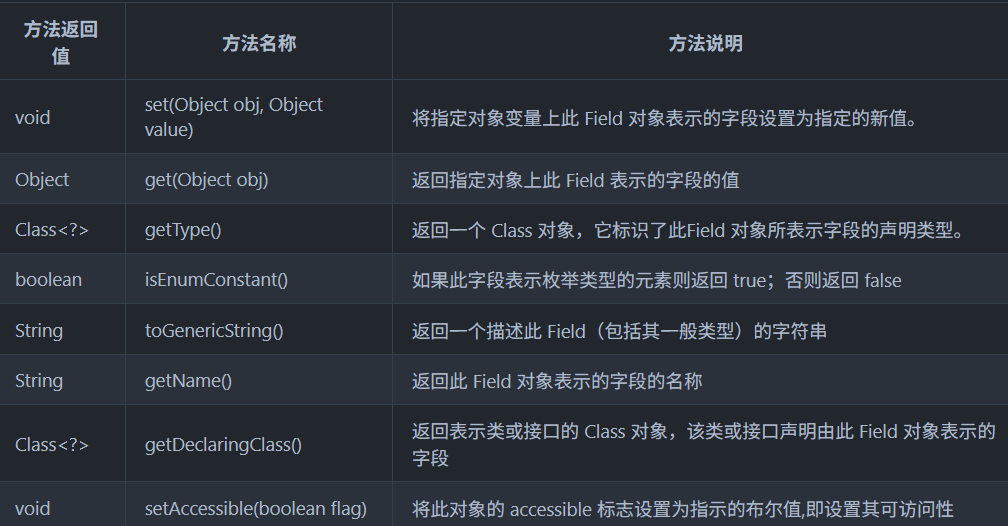 方法返回
值
方法名称
方法说明
void
set(Object obj, Object
value)
将指定对象变量上此 Field 对象表示的字段设置为指定的新值。
Object
get(Object obj)
返回指定对象上此 Field 表示的字段的值
Class<?>
getType()
返回一个 Class 对象，它标识了此Field 对象所表示字段的声明类型。
boolean
isEnumConstant()
如果此字段表示枚举类型的元素则返回 true；否则返回 false
String
toGenericString()
返回一个描述此 Field（包括其一般类型）的字符串
String
getName()
返回此 Field 对象表示的字段的名称
Class<?>
getDeclaringClass()
返回表示类或接口的 Class 对象，该类或接口声明由此 Field 对象表示的
字段
void
setAccessible(boolean flag)
将此对象的 accessible 标志设置为指示的布尔值,即设置其可访问性